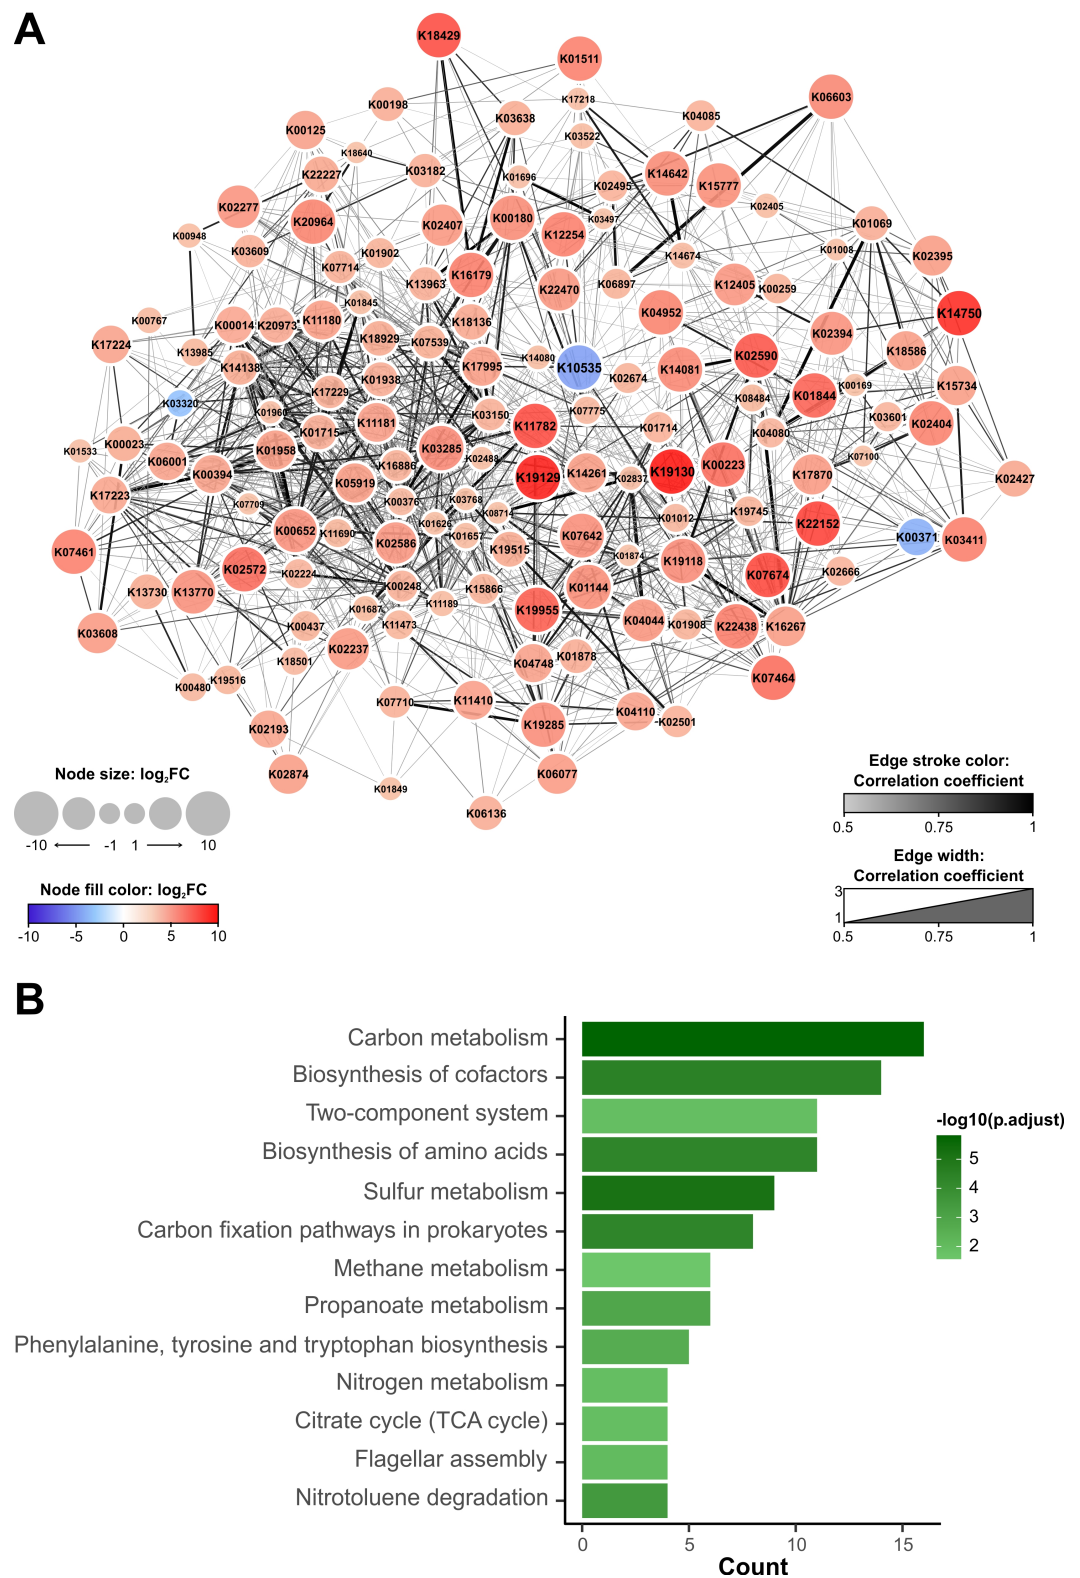 A
K18429
K01511
K17218
K06603
K00198
K03638
K04085
K00125
K03522
K18640
K22227
K03182
K01696
K02495
K14642
K15777
K02277
K20964
K02407
K00180
K03497
K02405
K12254
K01069
K00948
K03609
K01902
K14674
K01008
K02395
K07714
K13963
K16179
K22470
K06897
K12405
K00259
K01845
K04952
K14750
K00767
K00014
K20973
K11180
K18136
K02394
K17224
K13985
K18929
K07539
K14080
K02590
K18586
K14138
K01938
K17995
K10535
K02674
K14081
K00169
K15734
K03320
K17229
K01844
K08484
K01960
K03150
K07775
K03601
K02404
K01715
K11181
K11782
K01714
K04080
K01533
K00023
K01958
K03285
K02488
K07100
K06001
K00394
K16886
K19129
K14261
K02837
K19130
K00223
K17870
K02427
K17223
K05919
K07709
K00376
K03768
K08714
K01012
K19745
K22152
K00652
K11690
K01626
K01657
K00371
K03411
K07461
K02586
K19515
K07642
K01874
K19118
K02572
K02224
K07674
K02666
K13730
K13770
K00248
K15866
K01144
K01687
K11189
K19955
K03608
K00437
K11473
K04044
K01908
K22438
K16267
K02237
K18501
K04748
K01878
K00480
K19516
K07464
K07710
K11410
K04110
K02501
K02193
K19285
K02874
K01849
K06077
K06136
Node size: log2FC
-10 -1 1 10
Node fill color: log2FC
-10 -5 0 5 10
Edge stroke color:
Correlation coefficient
0.5 0.75 1
Edge width:
Correlation coefficient
3
1
0.5 0.75 1
B
Carbon metabolism
Biosynthesis of cofactors
Two-component system
Biosynthesis of amino acids
Sulfur metabolism
Carbon fixation pathways in prokaryotes
Methane metabolism
Propanoate metabolism
Phenylalanine, tyrosine and tryptophan biosynthesis
Nitrogen metabolism
Citrate cycle (TCA cycle)
Flagellar assembly
Nitrotoluene degradation
0 5 10 15
Count
-log10(p.adjust)
5
4
3
2